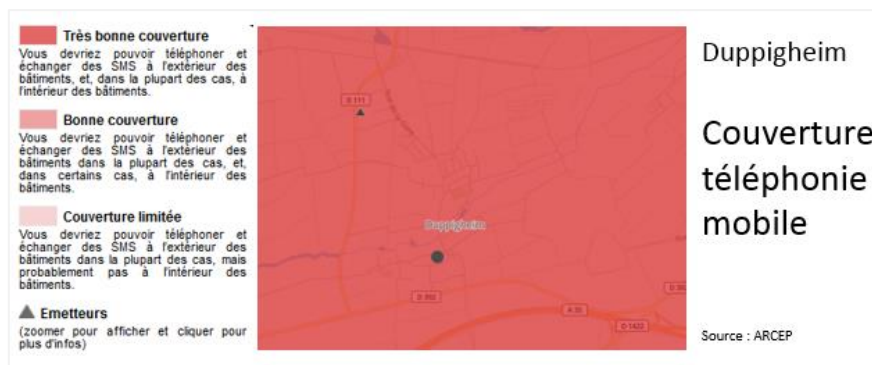 Très bonne couverture
Vous devriez pouvoir téléphoner et
échanger des SMS à l'extérieur des
bâtiments, et, dans la plupart des cas, à
l'intérieur des bâtiments.
Bonne couverture
Vous devriez pouvoir téléphoner et
échanger des SMS à l'extérieur des
bâtiments dans la plupart des cas, et,
dans certains cas, à l'intérieur des
bâtiments.
Couverture limitée
Vous devriez pouvoir téléphoner et
échanger des SMS à l'extérieur des
bâtiments dans la plupart des cas, mais
probablement pas à l'intérieur des
bâtiments.
Emetteurs
(zoomer pour afficher et cliquer pour
plus d'infos)
D 111
Duppigheim
D 392
A 35
D 1422
Duppigheim
Couverture
téléphonie
mobile
Source : ARCEP